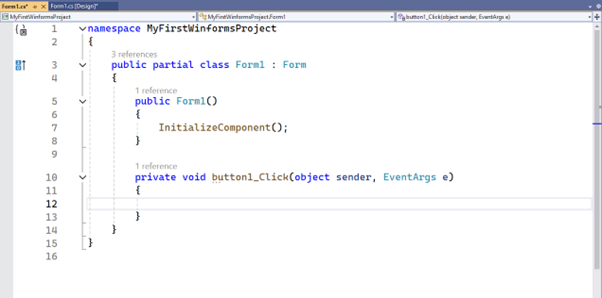 Form1.cs* Form1.cs [Design]*
MyFirstWinformsProject MyFirstWinformsProject.Form1 button1_Click(object sender, EventArgs e)
1 namespace MyFirstWinformsProject
2 {
3 references
3 public partial class Form1 : Form
4 {
1 reference
5 public Form1()
6 {
7 InitializeComponent();
8 }
9
1 reference
10 private void button1_Click(object sender, EventArgs e)
11 {
12
13 }
14 }
15 }
16